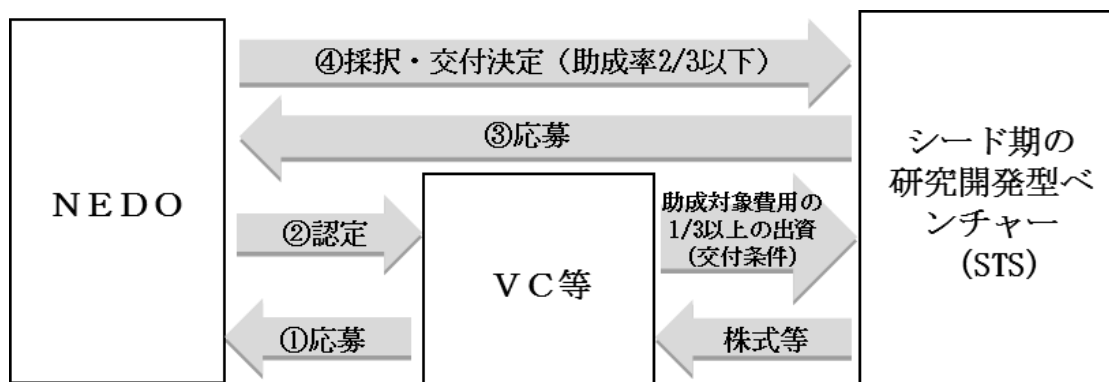 ④採択・交付決定（助成率2/3以下）
③応募
NEDO
②認定
①応募
VC等
助成対象費用の
1/3以上の出資
(交付条件)
株式等
シード期の
研究開発型ベ
ンチャー
(STS)